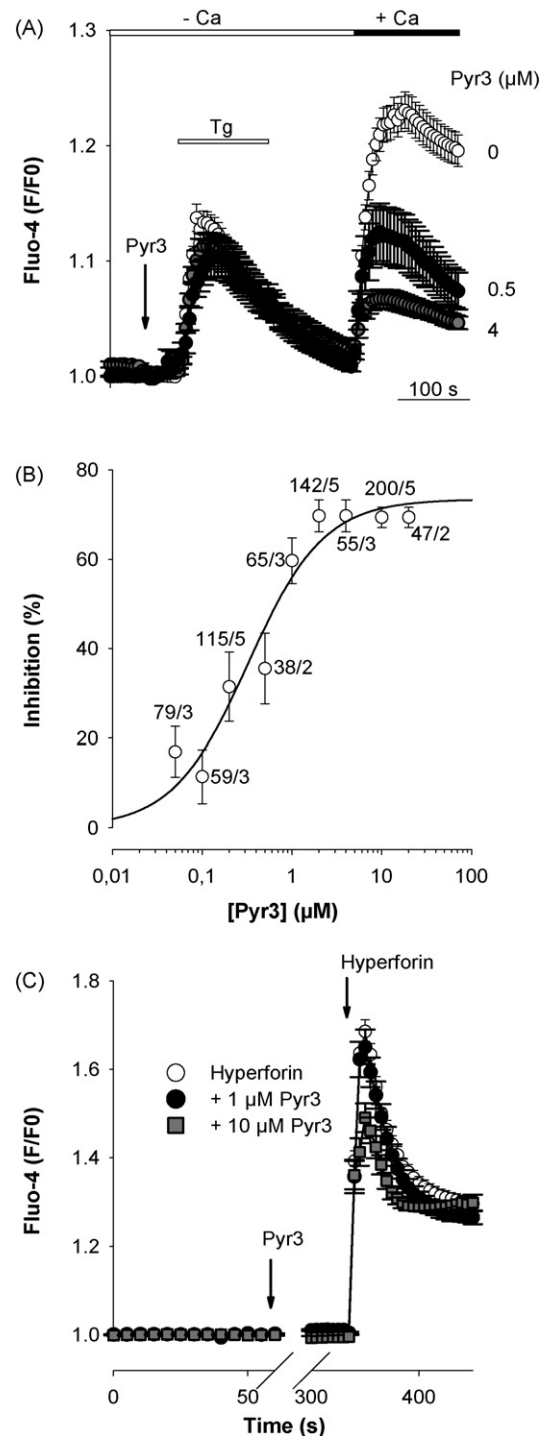 (A)
- Ca
+ Ca
1.3
1.2
1.1
1.0
Fluo-4 (F/F0)
Pyr3
Tg
Pyr3 (µM)
0
0.5
4
100 s
(B)
80
60
40
20
0
Inhibition (%)
79/3
59/3
115/5
38/2
65/3
142/5
55/3
200/5
47/2
0,01
0,1
1
10
100
[Pyr3] (µM)
(C)
Hyperforin
1.8
1.6
1.4
1.2
1.0
Fluo-4 (F/F0)
Hyperforin
+ 1 µM Pyr3
+ 10 µM Pyr3
Pyr3
0
50
300
400
Time (s)